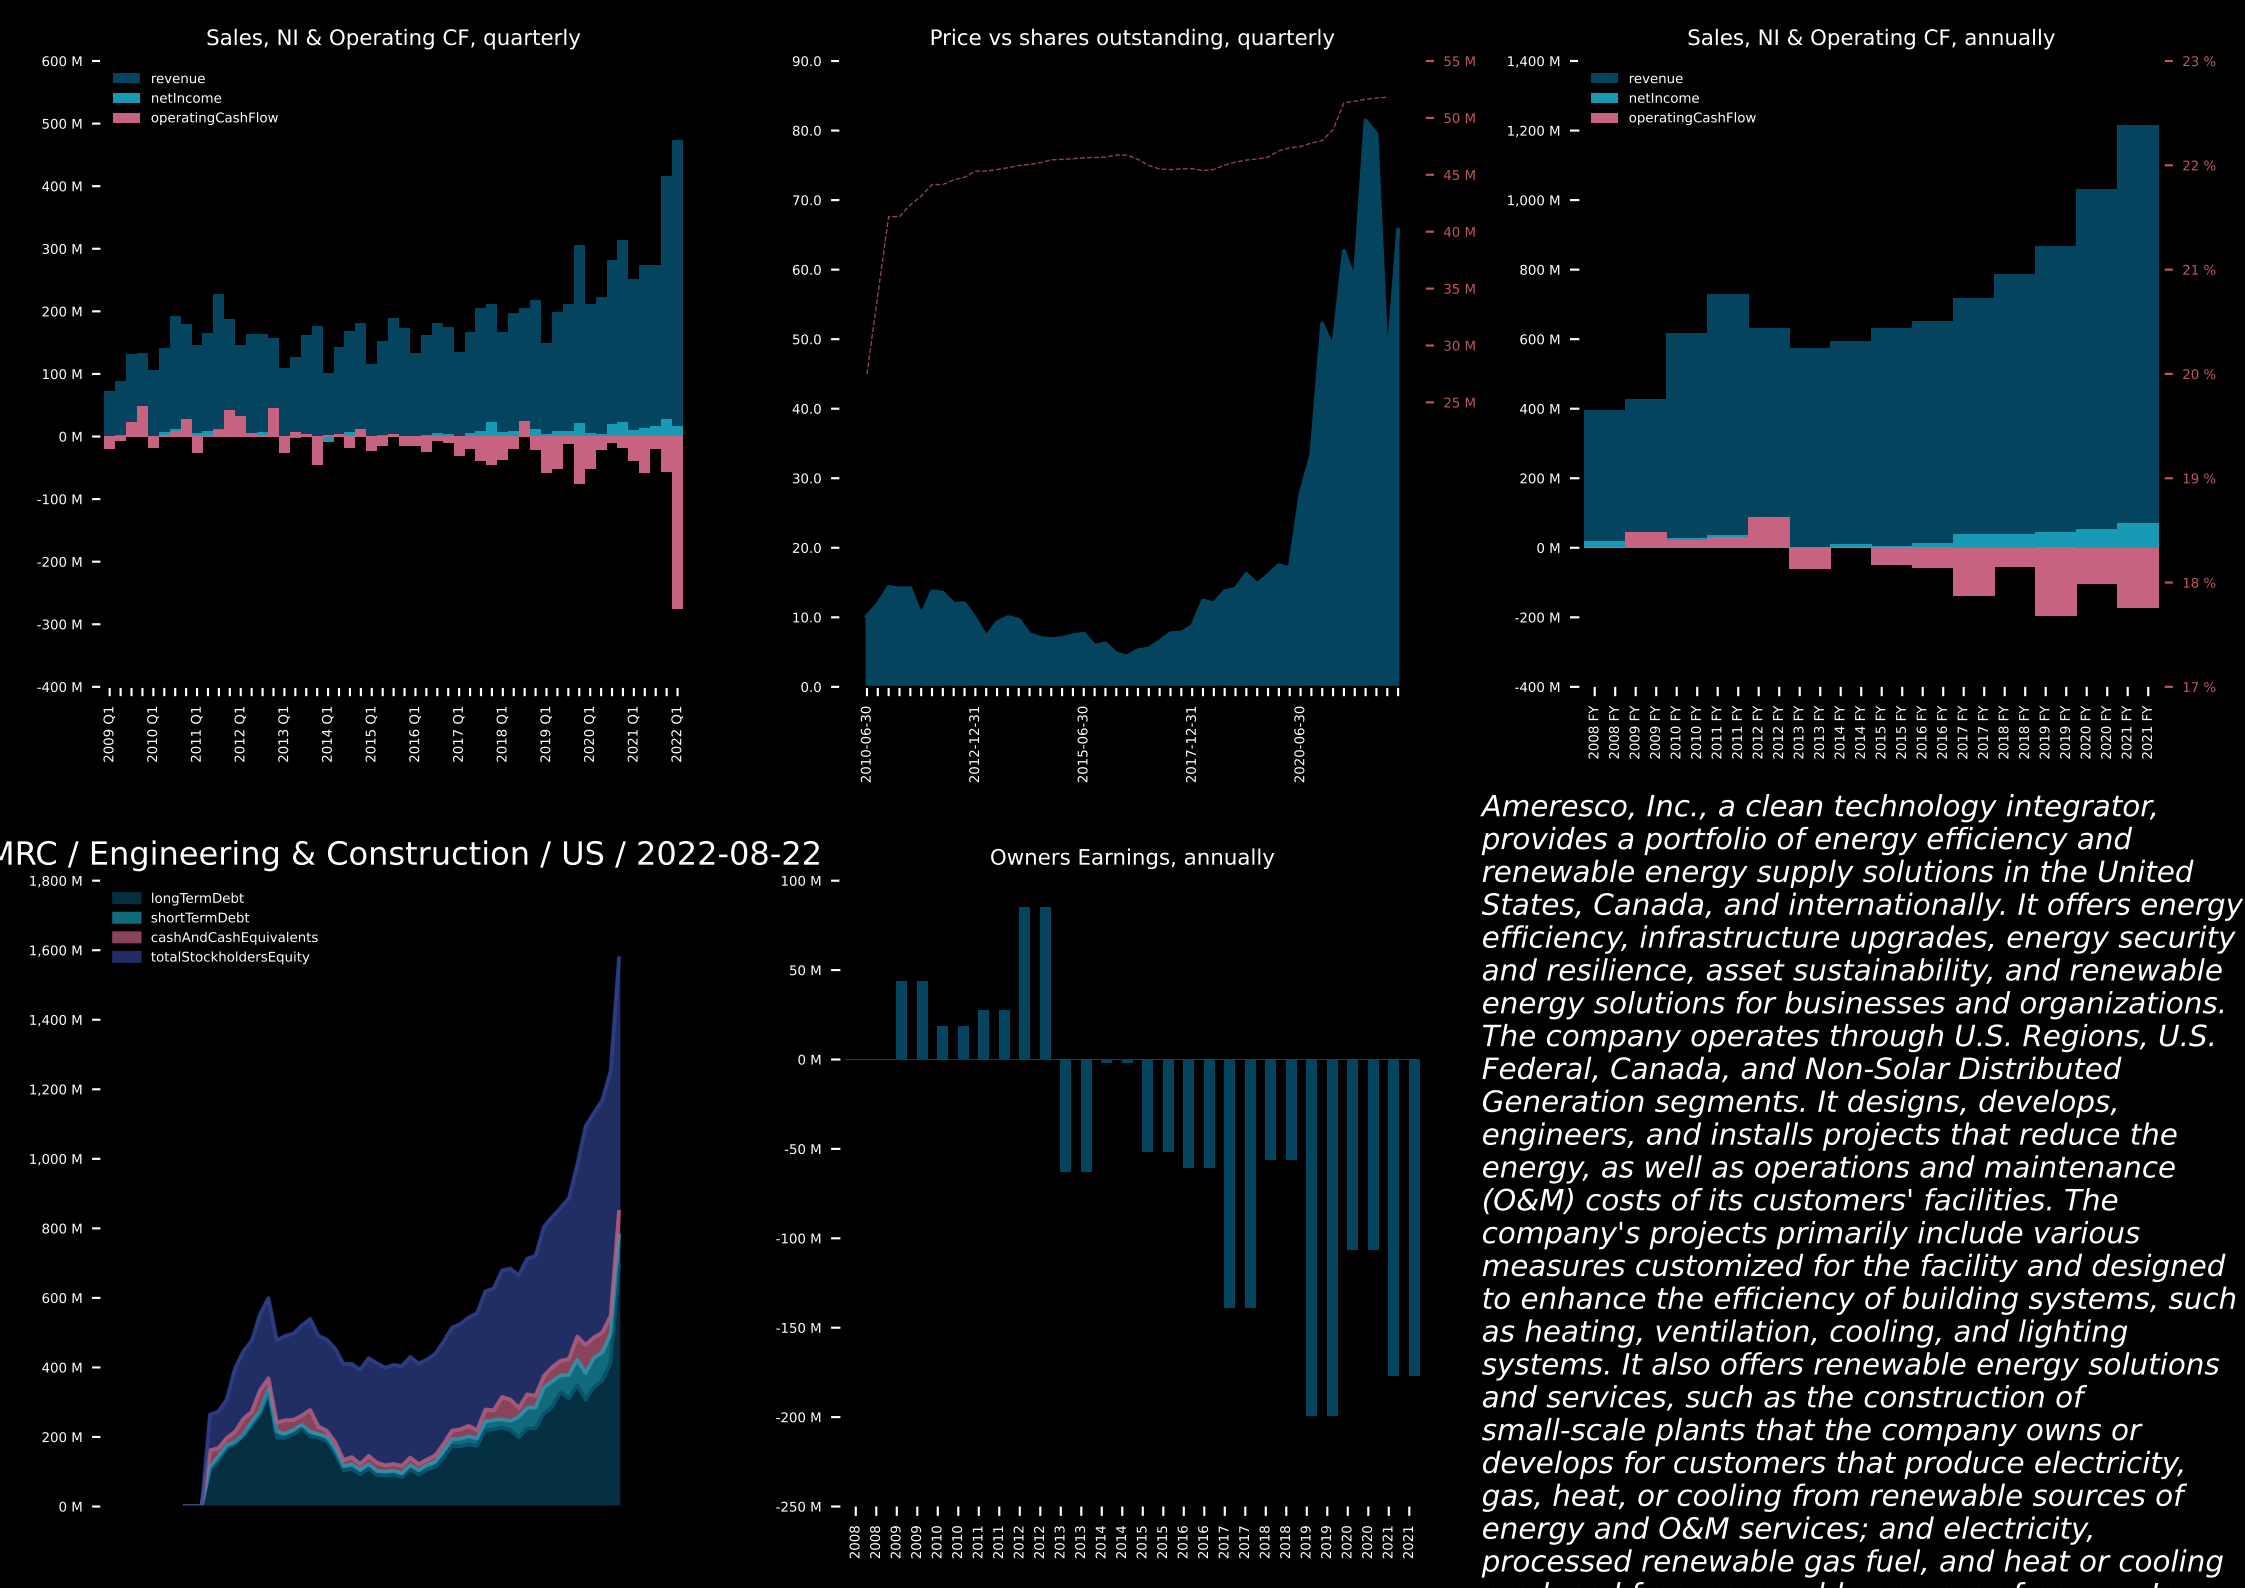 Sales, NI & Operating CF, quarterly
600 M
500 M
400 M
300 M
200 M
100 M
0 M
-100 M
-200 M
-300 M
-400 M
revenue
netIncome
operatingCashFlow
2009 Q1
2010 Q1
2011 Q1
2012 Q1
2013 Q1
2014 Q1
2015 Q1
2016 Q1
2017 Q1
2018 Q1
2019 Q1
2020 Q1
2021 Q1
2022 Q1
Price vs shares outstanding, quarterly
90.0
80.0
70.0
60.0
50.0
40.0
30.0
20.0
10.0
0.0
55 M
50 M
45 M
40 M
35 M
30 M
25 M
2010-06-30
2012-12-31
2015-06-30
2017-12-31
2020-06-30
Sales, NI & Operating CF, annually
1,400 M
1,200 M
1,000 M
800 M
600 M
400 M
200 M
0 M
-200 M
-400 M
revenue
netIncome
operatingCashFlow
23 %
22 %
21 %
20 %
19 %
18 %
17 %
2008 FY
2008 FY
2009 FY
2009 FY
2010 FY
2010 FY
2011 FY
2011 FY
2012 FY
2012 FY
2013 FY
2013 FY
2014 FY
2014 FY
2015 FY
2015 FY
2016 FY
2016 FY
2017 FY
2017 FY
2018 FY
2018 FY
2019 FY
2019 FY
2020 FY
2020 FY
2021 FY
2021 FY
MRC / Engineering & Construction / US / 2022-08-22
1,800 M
1,600 M
1,400 M
1,200 M
1,000 M
800 M
600 M
400 M
200 M
0 M
longTermDebt
shortTermDebt
cashAndCashEquivalents
totalStockholdersEquity
Owners Earnings, annually
100 M
50 M
0 M
-50 M
-100 M
-150 M
-200 M
-250 M
2008
2008
2009
2009
2010
2010
2011
2011
2012
2012
2013
2013
2014
2014
2015
2015
2016
2016
2017
2017
2018
2018
2019
2019
2020
2020
2021
2021
Ameresco, Inc., a clean technology integrator,
provides a portfolio of energy efficiency and
renewable energy supply solutions in the United
States, Canada, and internationally. It offers energy
efficiency, infrastructure upgrades, energy security
and resilience, asset sustainability, and renewable
energy solutions for businesses and organizations.
The company operates through U.S. Regions, U.S.
Federal, Canada, and Non-Solar Distributed
Generation segments. It designs, develops,
engineers, and installs projects that reduce the
energy, as well as operations and maintenance
(O&M) costs of its customers' facilities. The
company's projects primarily include various
measures customized for the facility and designed
to enhance the efficiency of building systems, such
as heating, ventilation, cooling, and lighting
systems. It also offers renewable energy solutions
and services, such as the construction of
small-scale plants that the company owns or
develops for customers that produce electricity,
gas, heat, or cooling from renewable sources of
energy and O&M services; and electricity,
processed renewable gas fuel, and heat or cooling